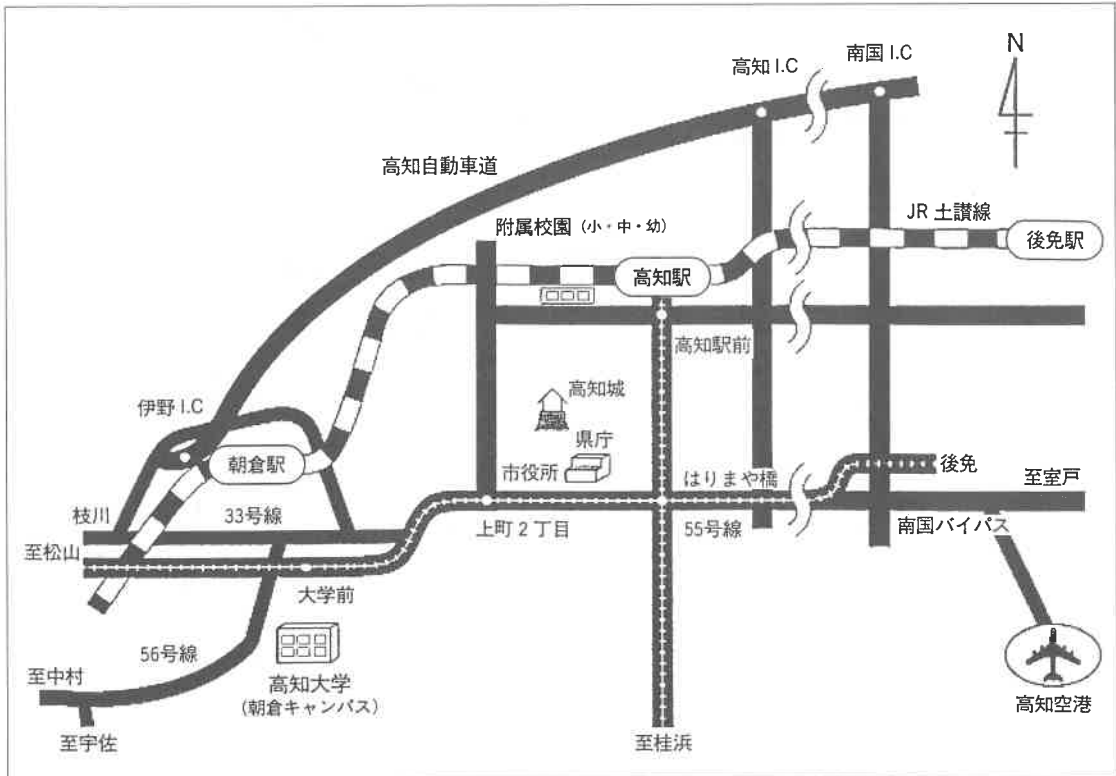 南国 I.C
高知 I.C
N
高知自動車道
附属校園 (小・中・幼)
JR 土讃線
後免駅
高知駅
高知駅前
高知城
伊野 I.C
県庁
朝倉駅
市役所
はりまや橋
後免
至室戸
枝川
33号線
上町 2 丁目
55号線
南国バイパス
至松山
大学前
56号線
至中村
高知大学
(朝倉キャンパス)
高知空港
至宇佐
至桂浜